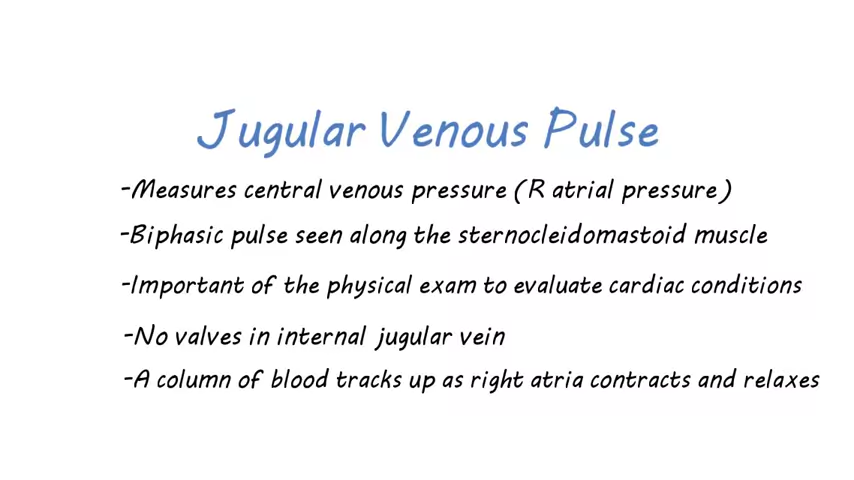 Jugular Venous Pulse
-Measures central venous pressure (R atrial pressure)
-Biphasic pulse seen along the sternocleidomastoid muscle
-Important of the physical exam to evaluate cardiac conditions
-No valves in internal jugular vein
-A column of blood tracks up as right atria contracts and relaxes